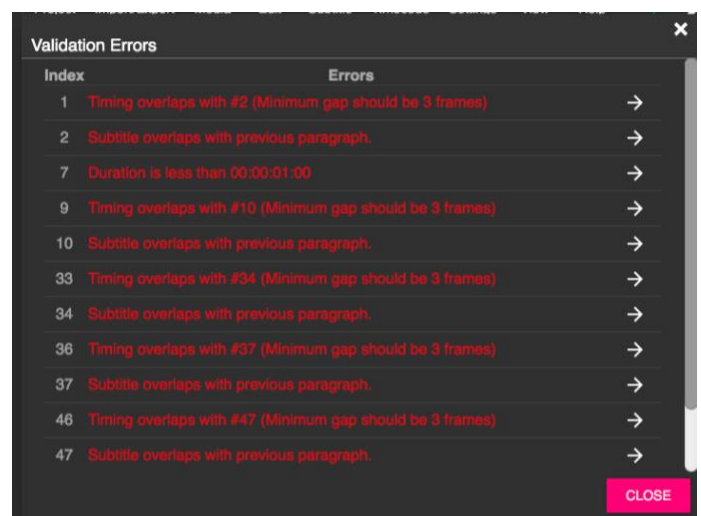 Validation Errors
Index Errors
1 Timing overlaps with #2 (Minimum gap should be 3 frames)
2 Subtitle overlaps with previous paragraph.
7 Duration is less than 00:00:01:00
9 Timing overlaps with #10 (Minimum gap should be 3 frames)
10 Subtitle overlaps with previous paragraph.
33 Timing overlaps with #34 (Minimum gap should be 3 frames)
34 Subtitle overlaps with previous paragraph.
36 Timing overlaps with #37 (Minimum gap should be 3 frames)
37 Subtitle overlaps with previous paragraph.
46 Timing overlaps with #47 (Minimum gap should be 3 frames)
47 Subtitle overlaps with previous paragraph.
CLOSE